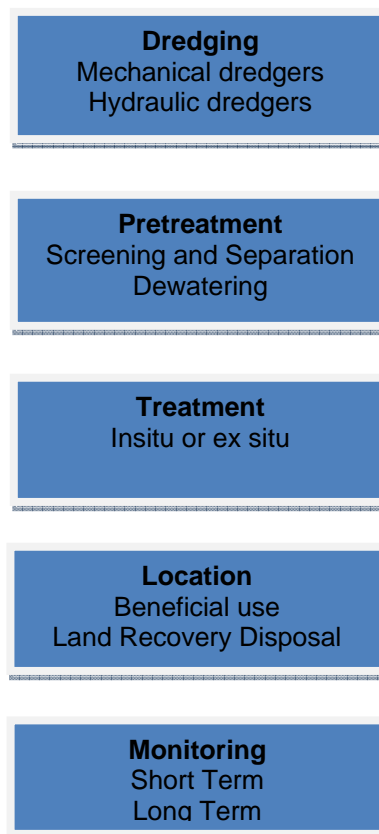 Dredging
Mechanical dredgers
Hydraulic dredgers
Pretreatment
Screening and Separation
Dewatering
Treatment
Insitu or ex situ
Location
Beneficial use
Land Recovery Disposal
Monitoring
Short Term
Long Term